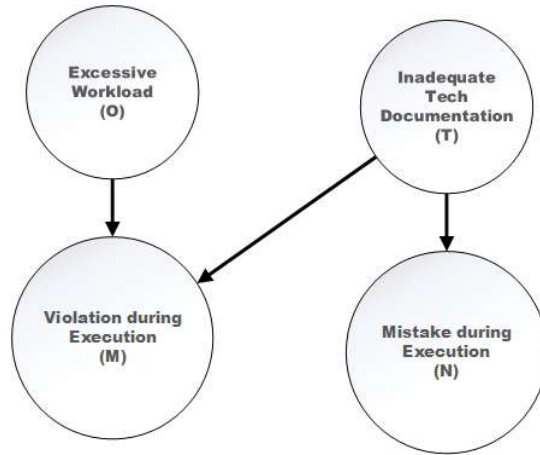 Excessive
Workload
(O)
Inadequate
Tech
Documentation
(T)
Violation during
Execution
(M)
Mistake during
Execution
(N)